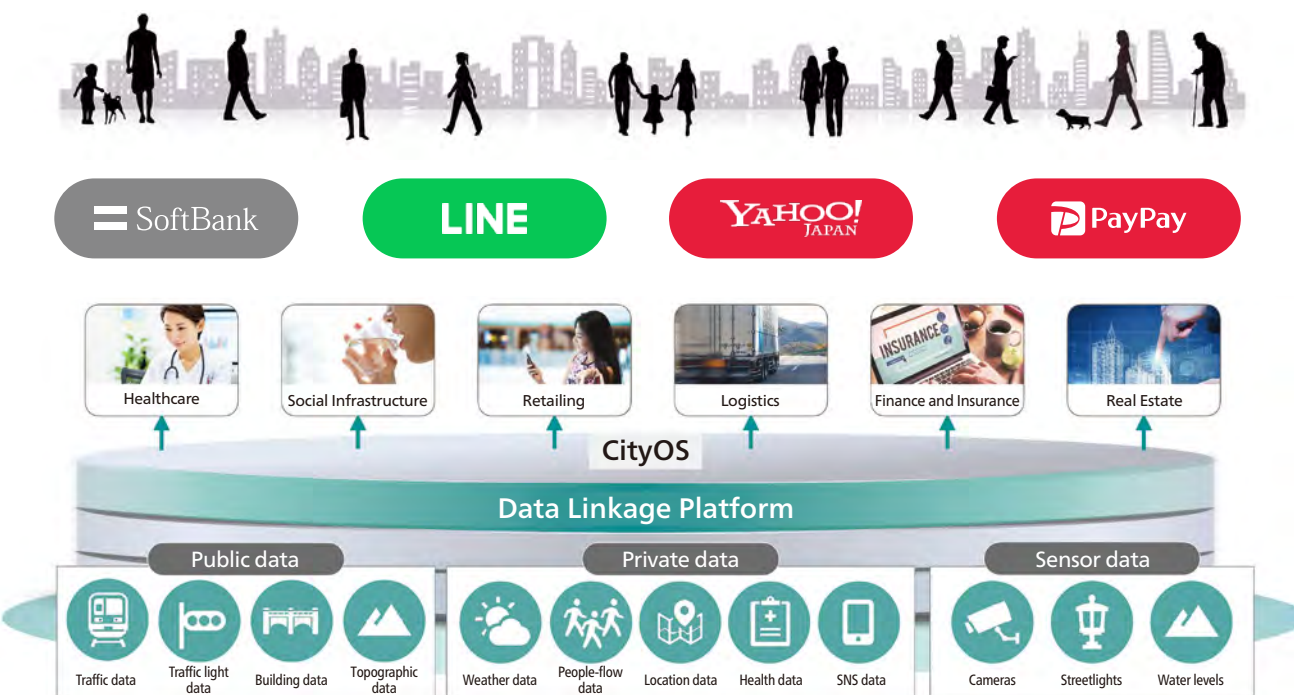 SoftBank
LINE
YAHOO!
JAPAN
PayPay
INSURANCE
Healthcare
Social Infrastructure
Retailing
Logistics
Finance and Insurance
Real Estate
CityOS
Data Linkage Platform
Public data
Private data
Sensor data
Traffic data
Traffic light
data
Building data
Topographic
data
Weather data
People-flow
data
Location data
Health data
SNS data
Cameras
Streetlights
Water levels